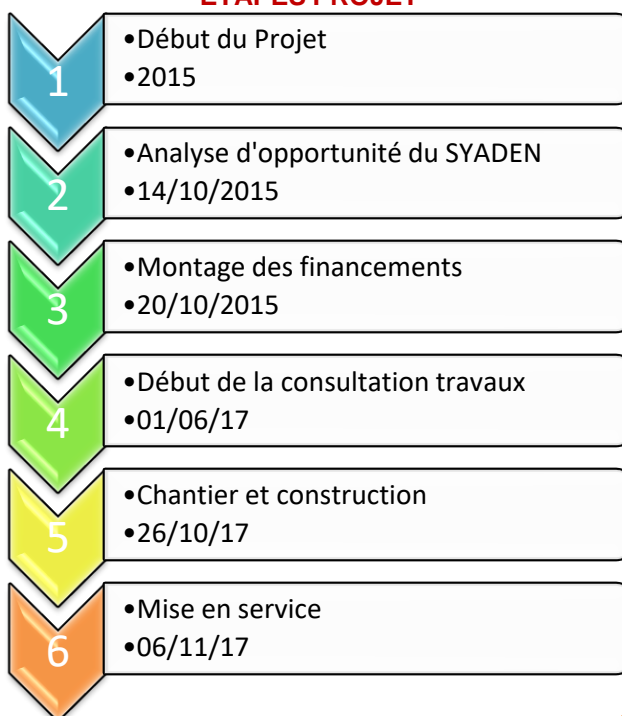 ETAPES PROJET
1
•Début du Projet
•2015
2
•Analyse d'opportunité du SYADEN
•14/10/2015
3
•Montage des financements
•20/10/2015
4
•Début de la consultation travaux
•01/06/17
5
•Chantier et construction
•26/10/17
6
•Mise en service
•06/11/17